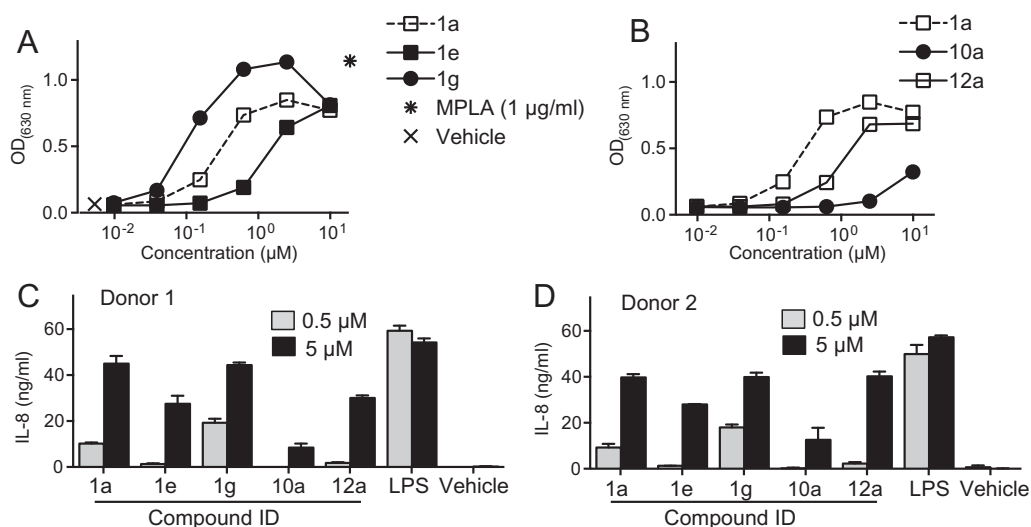 A
1.0
0.5
0.0
OD(630 nm)
10⁻² 10⁻¹ 10⁰ 10¹
Concentration (µM)
1a
1e
1g
MPLA (1 µg/ml)
Vehicle
B
1.0
0.5
0.0
OD(630 nm)
10⁻² 10⁻¹ 10⁰ 10¹
Concentration (µM)
1a
10a
12a
C Donor 1
0.5 µM
5 µM
60
40
20
0
IL-8 (ng/ml)
1a 1e 1g 10a 12a LPS Vehicle
Compound ID
D Donor 2
0.5 µM
5 µM
60
40
20
0
IL-8 (ng/ml)
1a 1e 1g 10a 12a LPS Vehicle
Compound ID